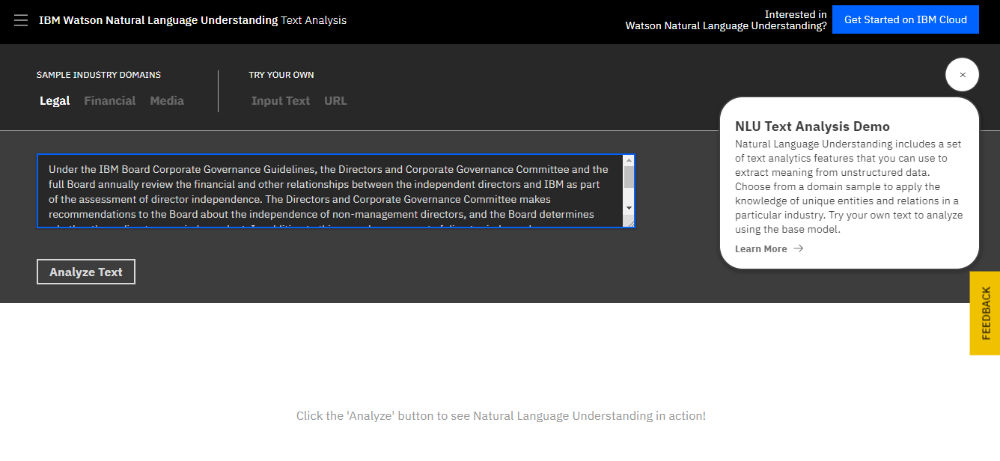 IBM Watson Natural Language Understanding Text Analysis
Interested in
Watson Natural Language Understanding?
Get Started on IBM Cloud
SAMPLE INDUSTRY DOMAINS
Legal Financial Media
TRY YOUR OWN
Input Text URL
NLU Text Analysis Demo
Natural Language Understanding includes a set
of text analytics features that you can use to
extract meaning from unstructured data.
Choose from a domain sample to apply the
knowledge of unique entities and relations in a
particular industry. Try your own text to analyze
using the base model.
Learn More →
Under the IBM Board Corporate Governance Guidelines, the Directors and Corporate Governance Committee and the
full Board annually review the financial and other relationships between the independent directors and IBM as part
of the assessment of director independence. The Directors and Corporate Governance Committee makes
recommendations to the Board about the independence of non-management directors, and the Board determines
Analyze Text
FEEDBACK
Click the 'Analyze' button to see Natural Language Understanding in action!